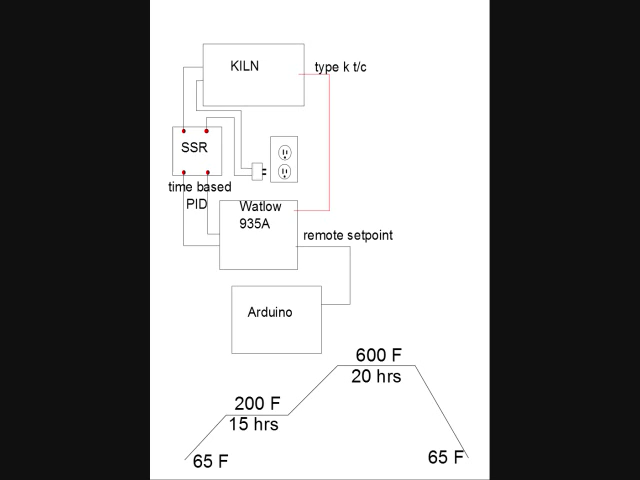 KILN
type k t/c
SSR
time based
PID
Watlow
935A
remote setpoint
Arduino
600 F
20 hrs
200 F
15 hrs
65 F
65 F